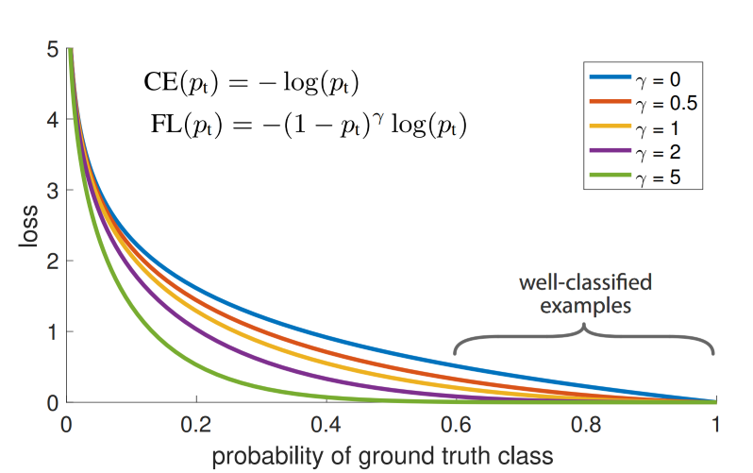 5
4
3
2
1
0
loss
CE(pₜ) = − log(pₜ)
FL(pₜ) = −(1 − pₜ)^γ log(pₜ)
γ = 0
γ = 0.5
γ = 1
γ = 2
γ = 5
well-classified
examples
0 0.2 0.4 0.6 0.8 1
probability of ground truth class